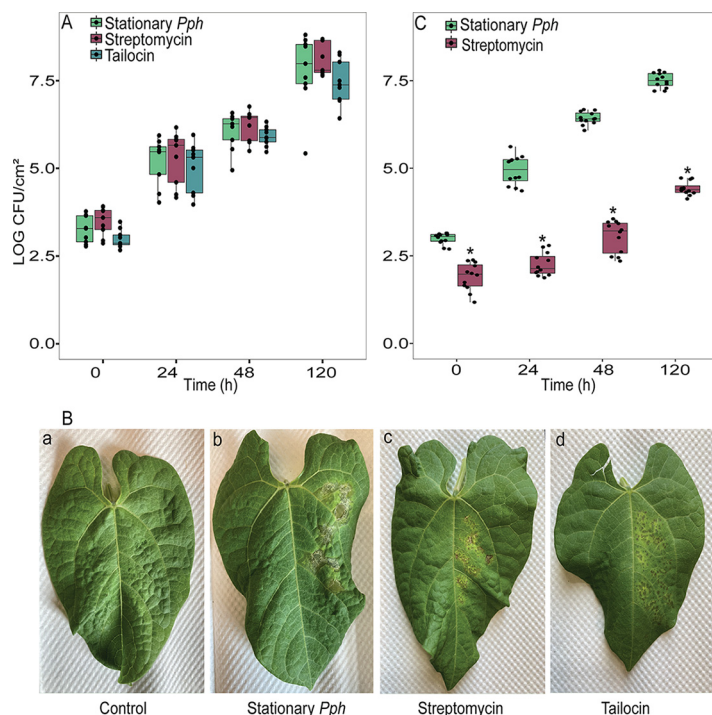 A
Stationary Pph
Streptomycin
Tailocin
LOG CFU/cm²
7.5
5.0
2.5
0.0
0
24
48
120
Time (h)
C
Stationary Pph
Streptomycin
7.5
5.0
2.5
0.0
*
*
*
*
0
24
48
120
Time (h)
B
a
b
c
d
Control
Stationary Pph
Streptomycin
Tailocin